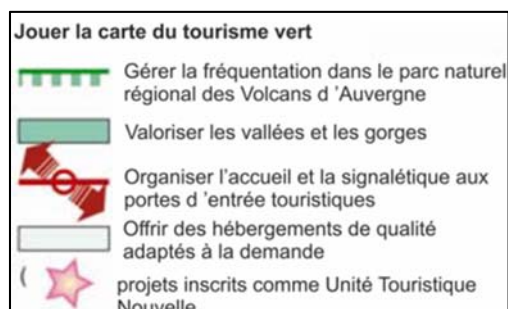 Jouer la carte du tourisme vert
Gérer la fréquentation dans le parc naturel
régional des Volcans d 'Auvergne
Valoriser les vallées et les gorges
Organiser l'accueil et la signalétique aux
portes d 'entrée touristiques
Offrir des hébergements de qualité
adaptés à la demande
( projets inscrits comme Unité Touristique
Nouvelle